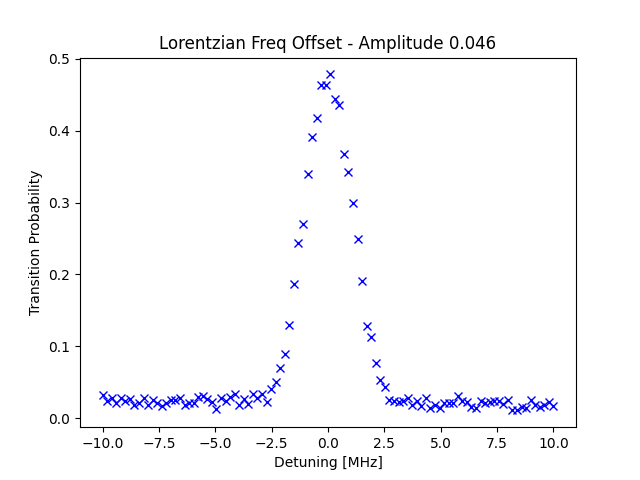 Lorentzian Freq Offset - Amplitude 0.046
0.5
0.4
0.3
0.2
0.1
0.0
Transition Probability
−10.0 −7.5 −5.0 −2.5 0.0 2.5 5.0 7.5 10.0
Detuning [MHz]